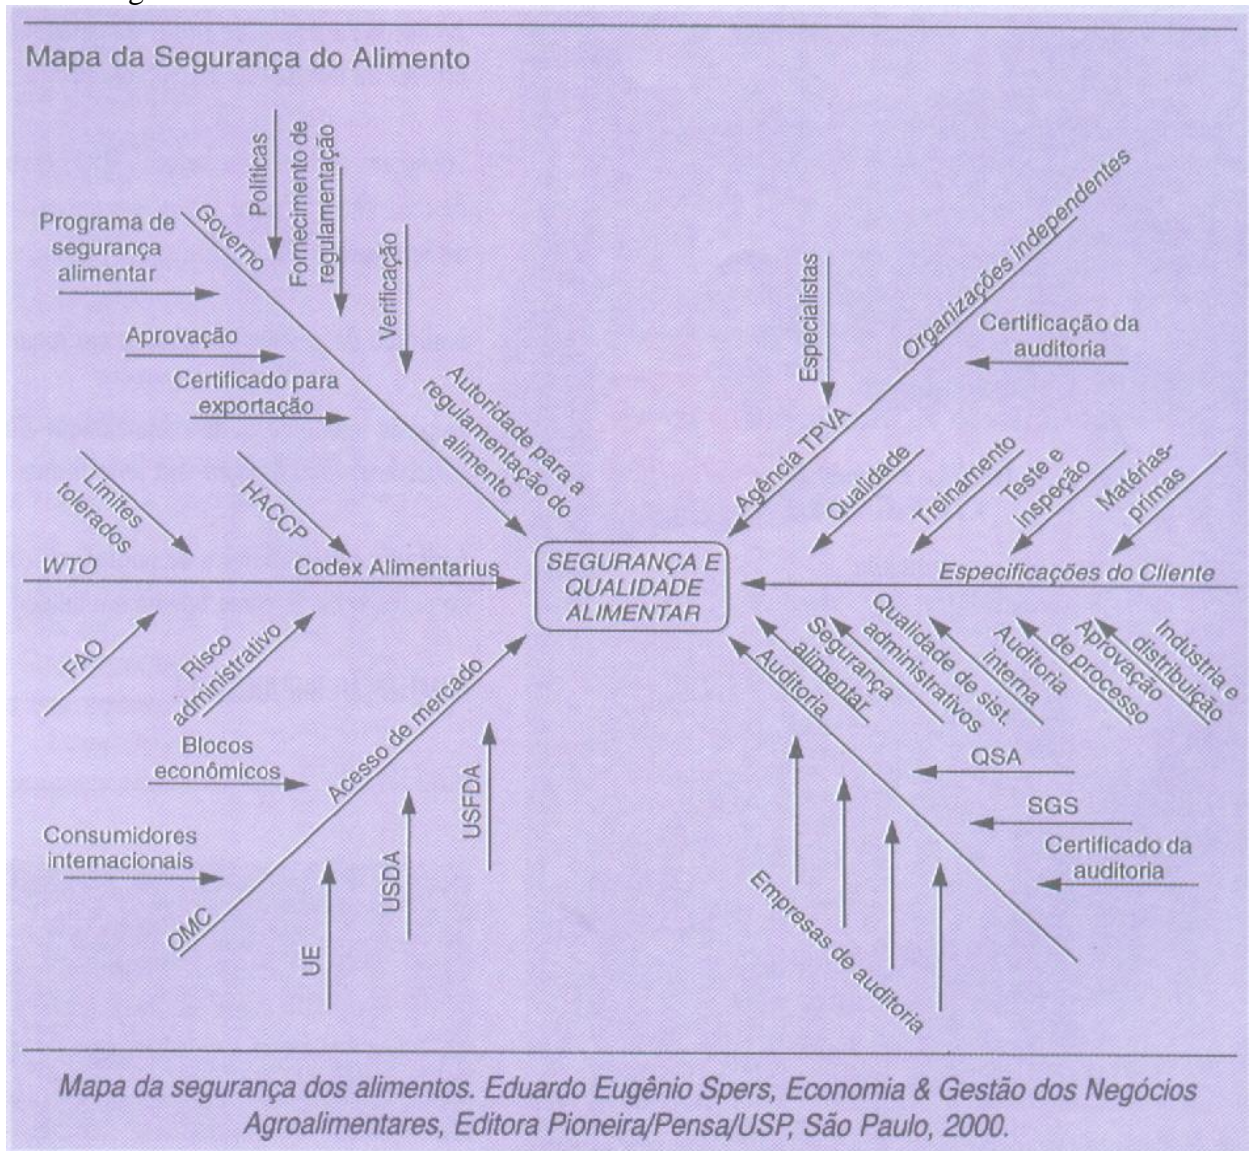 Mapa da Segurança do Alimento
Políticas
Fornecimento de
regulamentação
Governo
Programa de
segurança
alimentar
Verificação
Aprovação
Certificado para
exportação
Autoridade para a
regulamentação do
alimento
Organizações independentes
Especialistas
Certificação da
auditoria
Agência TPVA
Qualidade
Treinamento
Teste e
inspeção
Matérias-
primas
Limites
tolerados
HACCP
WTO
Codex Alimentarius
SEGURANÇA E
QUALIDADE
ALIMENTAR
Especificações do Cliente
FAO
Risco
administrativo
Acesso de mercado
Blocos
econômicos
Consumidores
internacionais
OMC
UE
USDA
USFDA
Auditoria
Segurança
alimentar
Qualidade de sist.
administrativos
Auditoria
interna
Aprovação
de processo
Indústria e
distribuição
QSA
SGS
Certificado da
auditoria
Empresas de auditoria
Mapa da segurança dos alimentos. Eduardo Eugênio Spers, Economia & Gestão dos Negócios
Agroalimentares, Editora Pioneira/Pensa/USP, São Paulo, 2000.